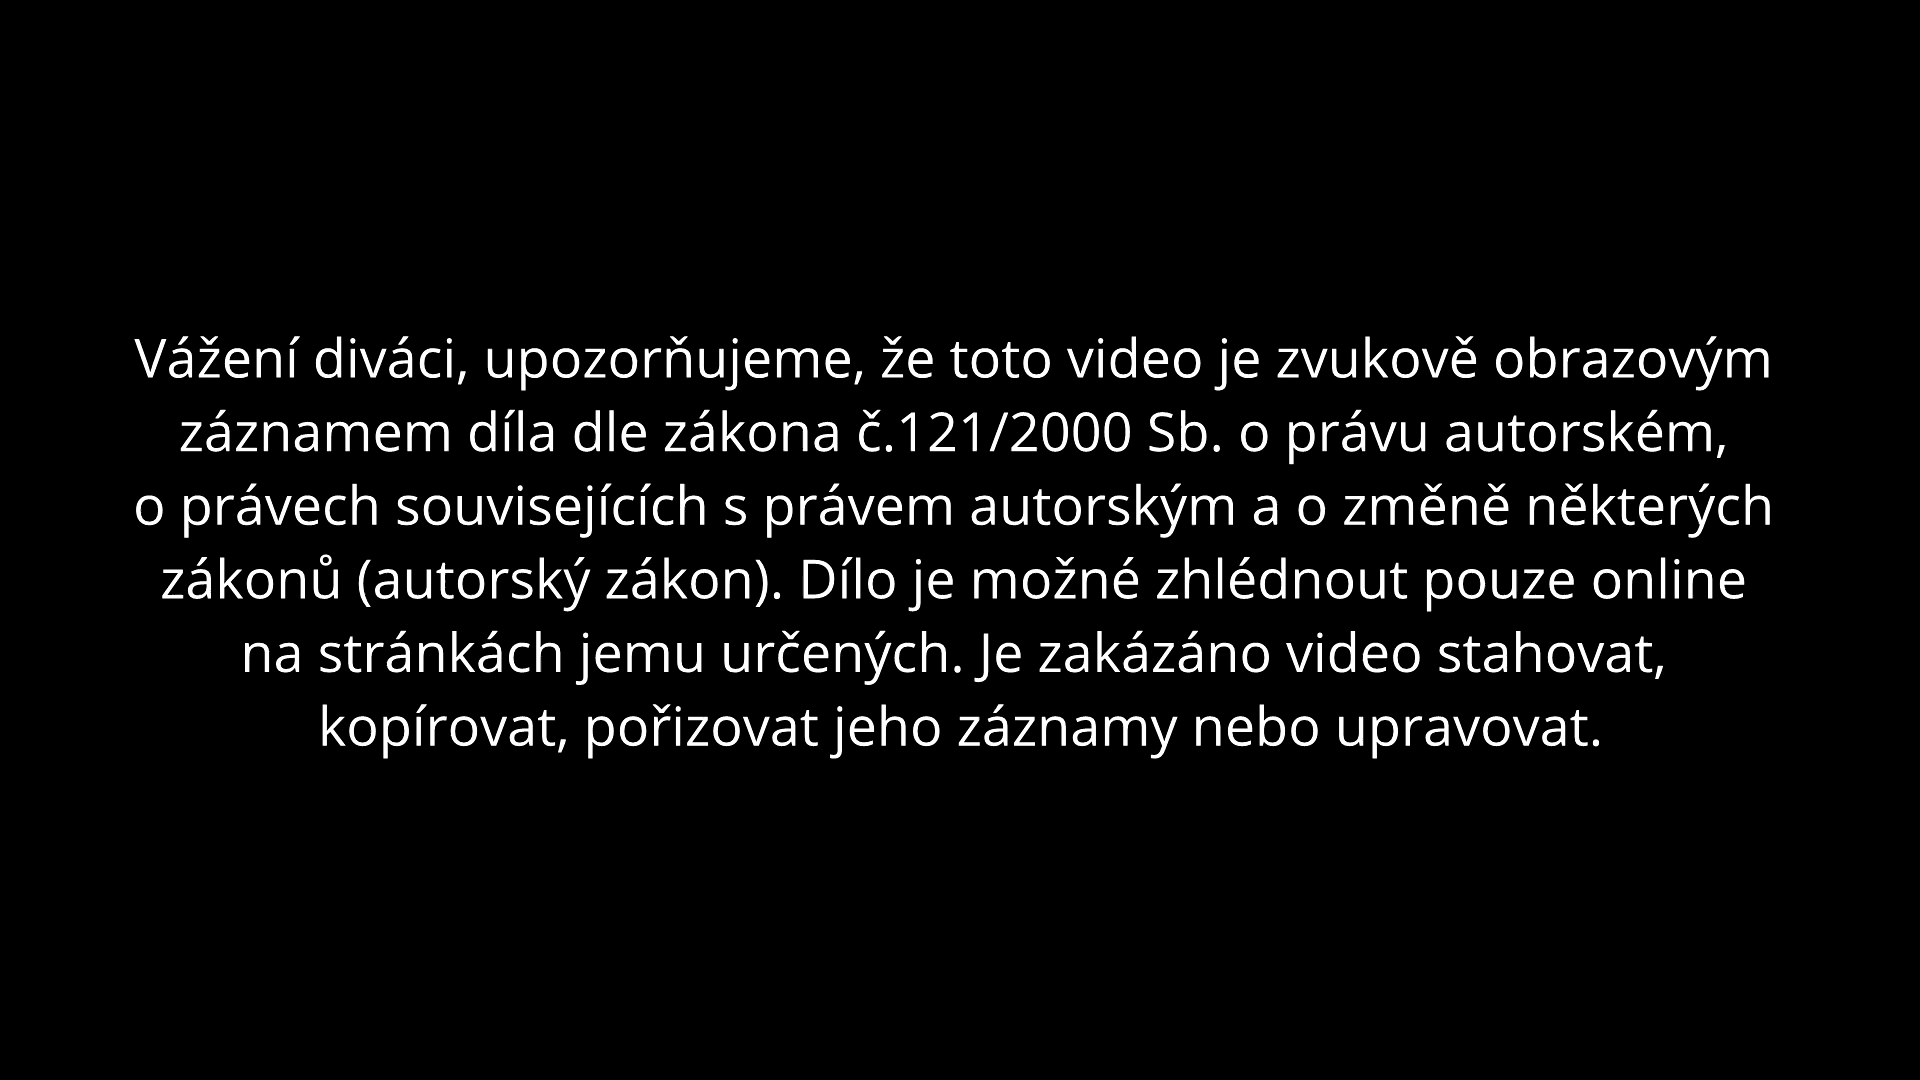 Vážení diváci, upozorňujeme, že toto video je zvukově obrazovým
záznamem díla dle zákona č.121/2000 Sb. o právu autorském,
o právech souvisejících s právem autorským a o změně některých
zákonů (autorský zákon). Dílo je možné zhlédnout pouze online
na stránkách jemu určených. Je zakázáno video stahovat,
kopírovat, pořizovat jeho záznamy nebo upravovat.